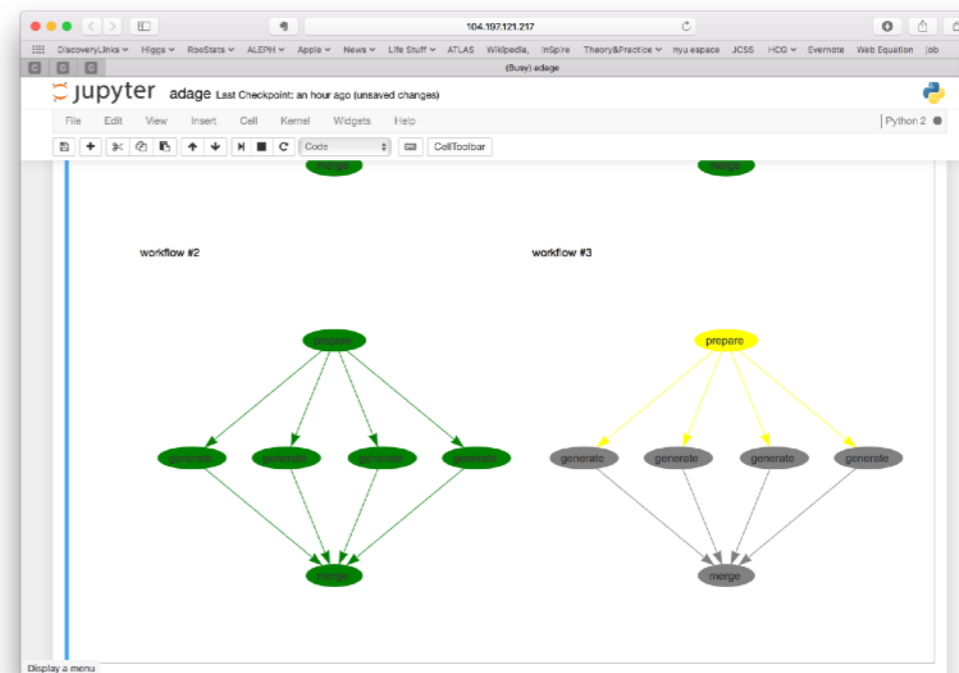 104.197.121.217
DiscoveryLinks Higgs RooStats ALEPH Apple News Life Stuff ATLAS Wikipedia, inSpire Theory&Practice nyu espace JCSS HCG Evernote Web Equation job
C G G (Busy) adage
jupyter adage Last Checkpoint: an hour ago (unsaved changes)
File Edit View Insert Cell Kernel Widgets Help Python 2
Code CellToolbar
merge merge
workflow #2 workflow #3
prepare prepare
generate generate generate generate generate generate generate generate
merge merge
Display a menu